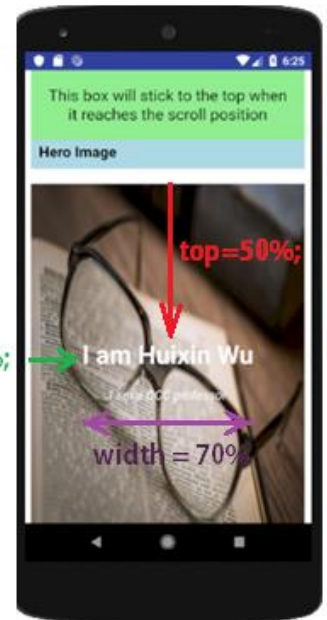 6:25
This box will stick to the top when
it reaches the scroll position
Hero Image
top=50%;
I am Huixin Wu
width = 70%